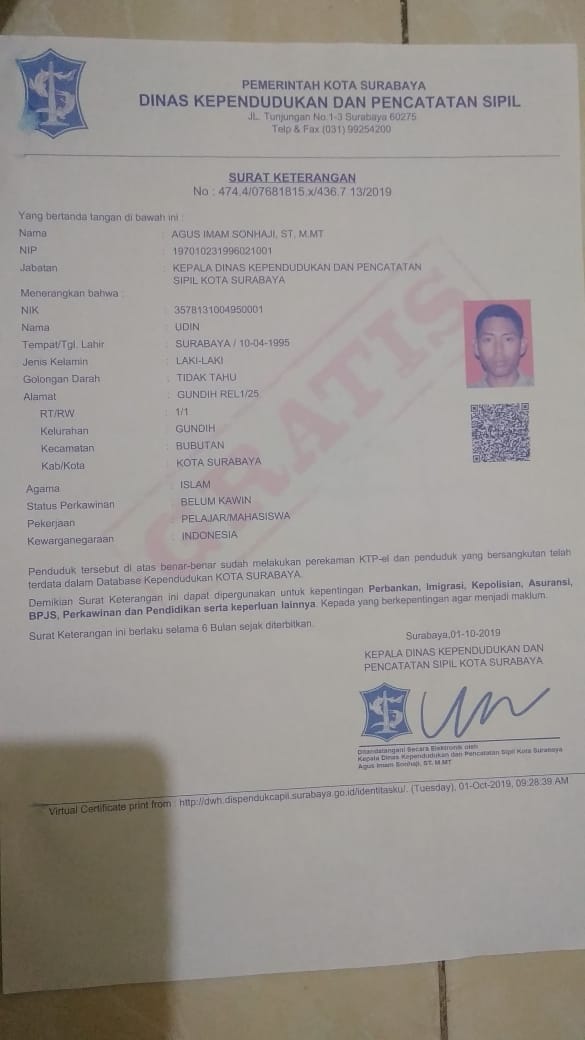 PEMERINTAH KOTA SURABAYA
DINAS KEPENDUDUKAN DAN PENCATATAN SIPIL
JL. Tunjungan No.1-3 Surabaya 60275
Telp & Fax (031) 99254200
SURAT KETERANGAN
No : 474.4/07681815.x/436.7 13/2019
Yang bertanda tangan di bawah ini :
Nama : AGUS IMAM SONHAJI, ST, M.MT
NIP : 197010231996021001
Jabatan : KEPALA DINAS KEPENDUDUKAN DAN PENCATATAN
SIPIL KOTA SURABAYA
Menerangkan bahwa :
NIK : 3578131004950001
Nama : UDIN
Tempat/Tgl. Lahir : SURABAYA / 10-04-1995
Jenis Kelamin : LAKI-LAKI
Golongan Darah : TIDAK TAHU
Alamat : GUNDIH REL1/25
RT/RW : 1/1
Kelurahan : GUNDIH
Kecamatan : BUBUTAN
Kab/Kota : KOTA SURABAYA
Agama : ISLAM
Status Perkawinan : BELUM KAWIN
Pekerjaan : PELAJAR/MAHASISWA
Kewarganegaraan : INDONESIA
GRATIS
Penduduk tersebut di atas benar-benar sudah melakukan perekaman KTP-el dan penduduk yang bersangkutan telah
terdata dalam Database Kependudukan KOTA SURABAYA.
Demikian Surat Keterangan ini dapat dipergunakan untuk kepentingan Perbankan, Imigrasi, Kepolisian, Asuransi,
BPJS, Perkawinan dan Pendidikan serta keperluan lainnya. Kepada yang berkepentingan agar menjadi maklum.
Surat Keterangan ini berlaku selama 6 Bulan sejak diterbitkan.
Surabaya,01-10-2019
KEPALA DINAS KEPENDUDUKAN DAN
PENCATATAN SIPIL KOTA SURABAYA
Ditandatangani Secara Elektronik oleh
Kepala Dinas Kependudukan dan Pencatatan Sipil Kota Surabaya
Agus Imam Sonhaji, ST. M.MT
Virtual Certificate print from : http://dwh.dispendukcapil.surabaya.go.id/identitasku/. (Tuesday), 01-Oct-2019, 09:28:39 AM